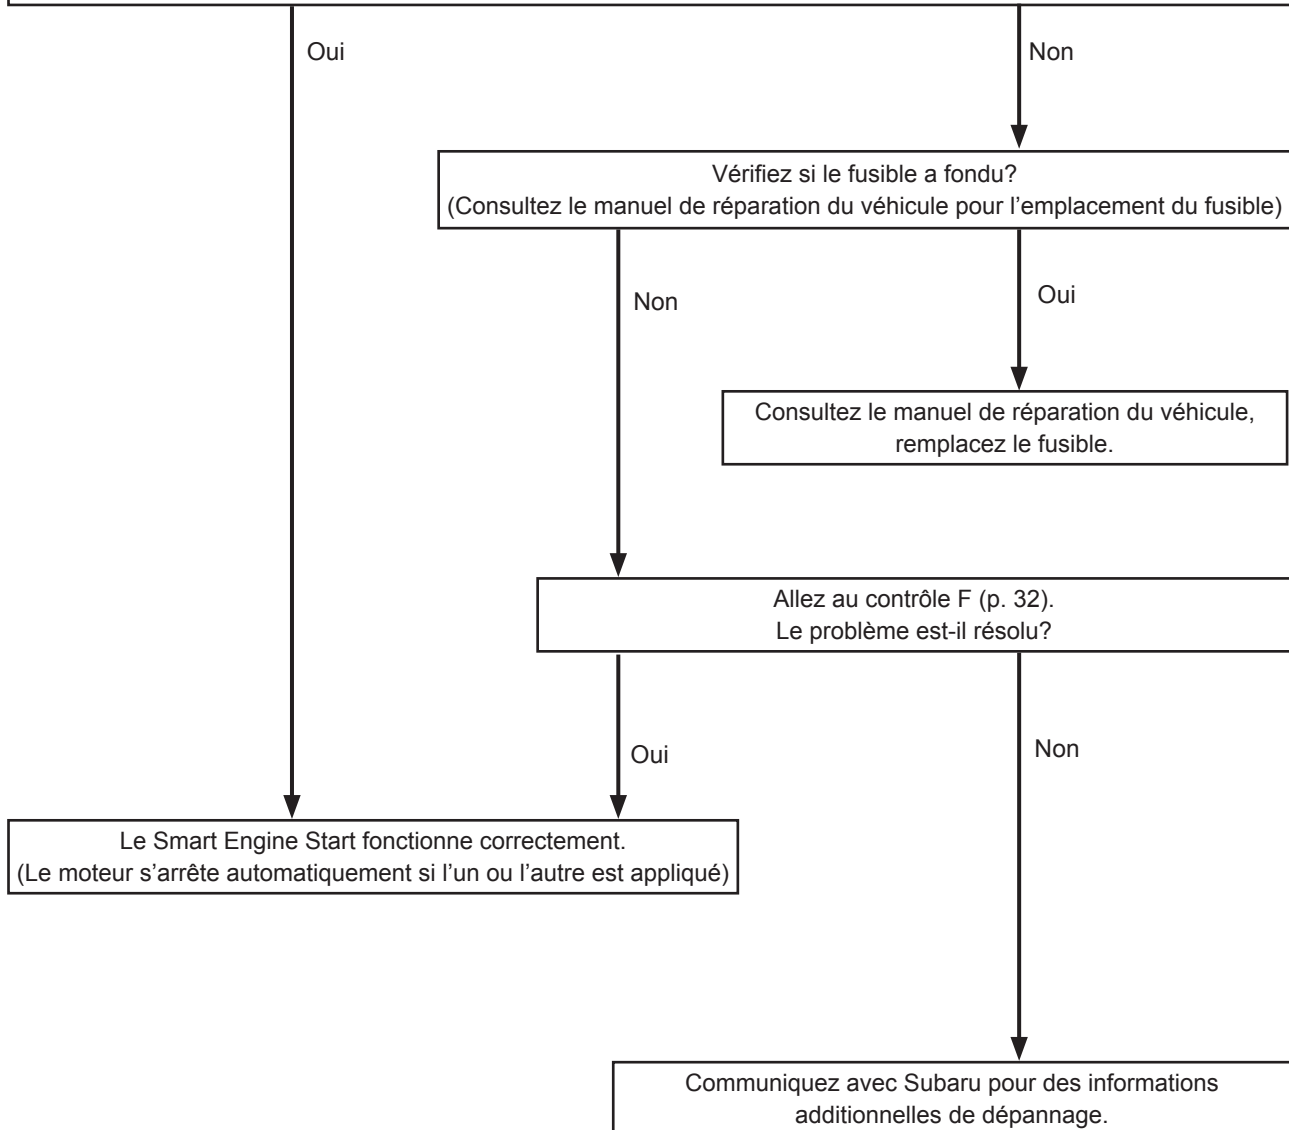 Oui
Non
Vérifiez si le fusible a fondu?
(Consultez le manuel de réparation du véhicule pour l’emplacement du fusible)
Non
Oui
Consultez le manuel de réparation du véhicule,
remplacez le fusible.
Allez au contrôle F (p. 32).
Le problème est-il résolu?
Oui
Non
Le Smart Engine Start fonctionne correctement.
(Le moteur s’arrête automatiquement si l’un ou l’autre est appliqué)
Communiquez avec Subaru pour des informations
additionnelles de dépannage.